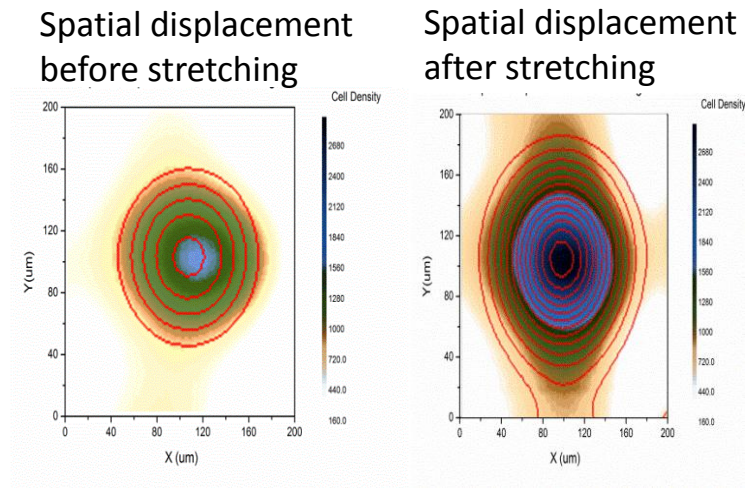 Spatial displacement
before stretching
Spatial displacement
after stretching
Cell Density
200
160
120
80
40
0
Y(um)
0 40 80 120 160 200
X (um)
2680
2400
2120
1840
1560
1280
1000
720.0
440.0
160.0
Cell Density
200
160
120
80
40
0
Y(um)
0 40 80 120 160 200
X (um)
2680
2400
2120
1840
1560
1280
1000
720.0
440.0
160.0